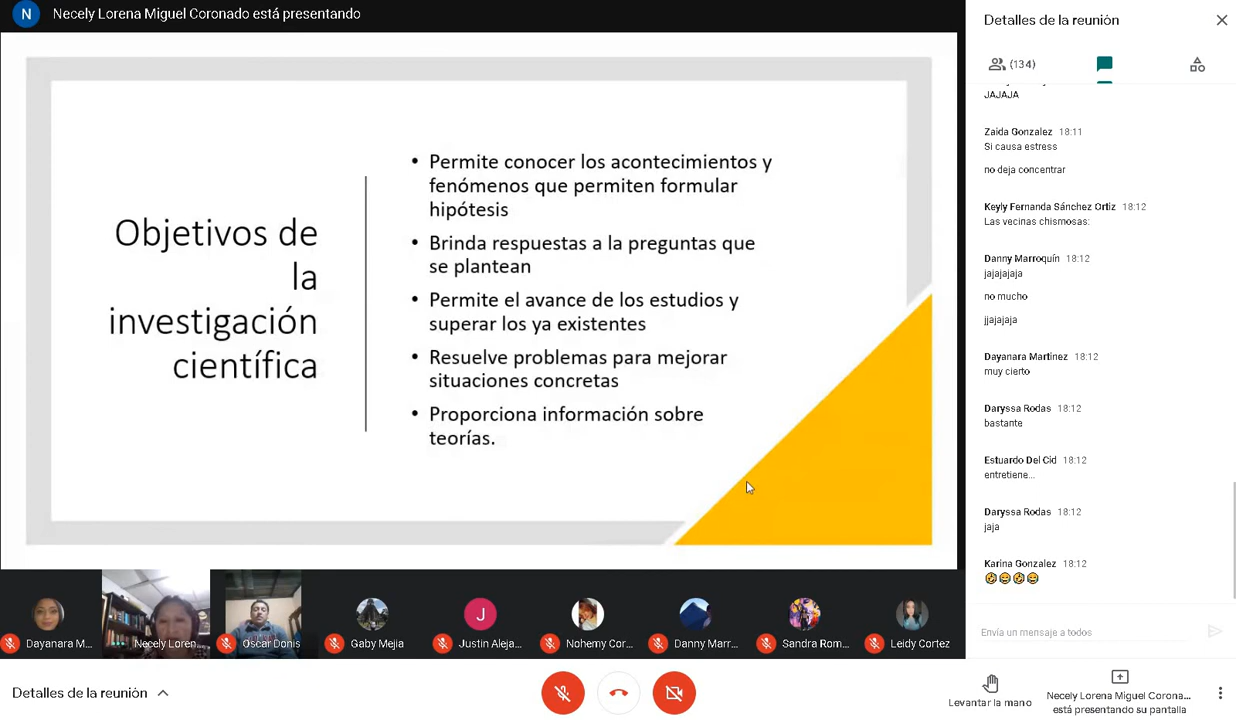 N Necely Lorena Miguel Coronado está presentando
Objetivos de
la
investigación
científica
• Permite conocer los acontecimientos y
fenómenos que permiten formular
hipótesis
• Brinda respuestas a la preguntas que
se plantean
• Permite el avance de los estudios y
superar los ya existentes
• Resuelve problemas para mejorar
situaciones concretas
• Proporciona información sobre
teorías.
Dayanara M...
Necely Loren...
Oscar Donis
Gaby Mejia
J
Justin Aleja...
Nohemy Cor...
Danny Marr...
Sandra Rom...
Leidy Cortez
Detalles de la reunión
Detalles de la reunión
(134)
JAJAJA
Zaida Gonzalez 18:11
Si causa estress
no deja concentrar
Keyly Fernanda Sánchez Ortiz 18:12
Las vecinas chismosas:
Danny Marroquín 18:12
jajajajaja
no mucho
jjajajaja
Dayanara Martinez 18:12
muy cierto
Daryssa Rodas 18:12
bastante
Estuardo Del Cid 18:12
entretiene...
Daryssa Rodas 18:12
jaja
Karina Gonzalez 18:12
🤣😂🤣😂
Envía un mensaje a todos
Levantar la mano
Necely Lorena Miguel Corona...
está presentando su pantalla